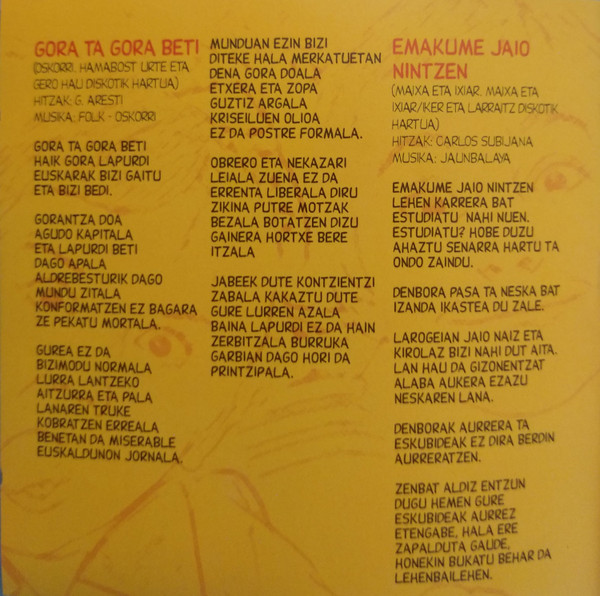 GORA TA GORA BETI
(OSKORRI. HAMABOST URTE ETA
GERO HAU DISKOTIK HARTUA)
HITZAK: G. ARESTI
MUSIKA: FOLK - OSKORRI
GORA TA GORA BETI
HAIK GORA LAPURDI
EUSKARAK BIZI GAITU
ETA BIZI BEDI.
GORANTZA DOA
AGUDO KAPITALA
ETA LAPURDI BETI
DAGO APALA
ALDREBESTURIK DAGO
MUNDU ZITALA
KONFORMATZEN EZ BAGARA
ZE PEKATU MORTALA.
GUREA EZ DA
BIZIMODU NORMALA
LURRA LANTZEKO
AITZURRA ETA PALA
LANAREN TRUKE
KOBRATZEN ERREALA
BENETAN DA MISERABLE
EUSKALDUNON JORNALA.
MUNDUAN EZIN BIZI
DITEKE HALA MERKATUETAN
DENA GORA DOALA
ETXERA ETA ZOPA
GUZTIZ ARGALA
KRISEILUEN OLIOA
EZ DA POSTRE FORMALA.
OBRERO ETA NEKAZARI
LEIALA ZUENA EZ DA
ERRENTA LIBERALA DIRU
ZIKINA PUTRE MOTZAK
BEZALA BOTATZEN DIZU
GAINERA HORTXE BERE
ITZALA
JABEEK DUTE KONTZIENTZI
ZABALA KAKAZTU DUTE
GURE LURREN AZALA
BAINA LAPURDI EZ DA HAIN
ZERBITZALA BURRUKA
GARBIAN DAGO HORI DA
PRINTZIPALA.
EMAKUME JAIO
NINTZEN
(MAIXA ETA IXIAR. MAIXA ETA
IXIAR/IKER ETA LARRAITZ DISKOTIK
HARTUA)
HITZAK: CARLOS SUBIJANA
MUSIKA: JAUNBALAYA
EMAKUME JAIO NINTZEN
LEHEN KARRERA BAT
ESTUDIATU NAHI NUEN.
ESTUDIATU? HOBE DUZU
AHAZTU SENARRA HARTU TA
ONDO ZAINDU.
DENBORA PASA TA NESKA BAT
IZANDA IKASTEA DU ZALE.
LAROGEIAN JAIO NAIZ ETA
KIROLAZ BIZI NAHI DUT AITA.
LAN HAU DA GIZONENTZAT
ALABA AUKERA EZAZU
NESKAREN LANA.
DENBORAK AURRERA TA
ESKUBIDEAK EZ DIRA BERDIN
AURRERATZEN.
ZENBAT ALDIZ ENTZUN
DUGU HEMEN GURE
ESKUBIDEAK AURREZ
ETENGABE, HALA ERE
ZAPALDUTA GAUDE,
HONEKIN BUKATU BEHAR DA
LEHENBAILEHEN.